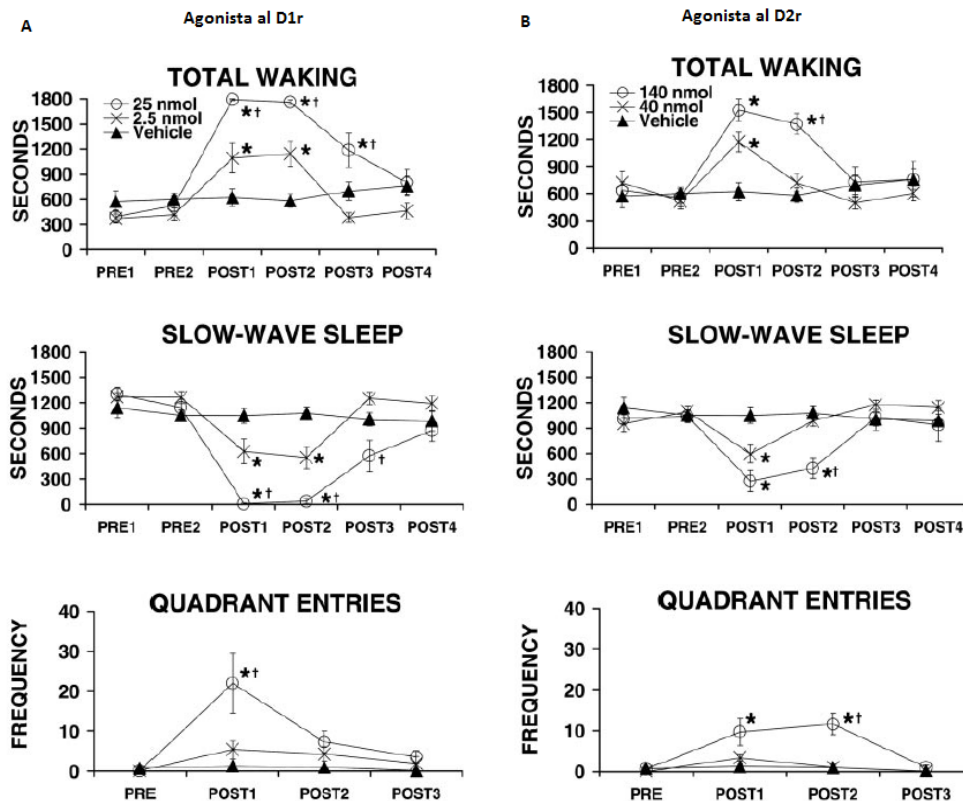 A
Agonista al D1r
TOTAL WAKING
25 nmol
2.5 nmol
Vehicle
SECONDS
1800
1500
1200
900
600
300
0
*†
*†
*†
*
*
PRE1 PRE2 POST1 POST2 POST3 POST4
SLOW-WAVE SLEEP
SECONDS
1800
1500
1200
900
600
300
0
*
*
†
*†
*†
PRE1 PRE2 POST1 POST2 POST3 POST4
QUADRANT ENTRIES
FREQUENCY
40
30
20
10
0
*†
PRE POST1 POST2 POST3
B
Agonista al D2r
TOTAL WAKING
140 nmol
40 nmol
Vehicle
SECONDS
1800
1500
1200
900
600
300
0
*
*†
*
PRE1 PRE2 POST1 POST2 POST3 POST4
SLOW-WAVE SLEEP
SECONDS
1800
1500
1200
900
600
300
0
*
*†
*
PRE1 PRE2 POST1 POST2 POST3 POST4
QUADRANT ENTRIES
FREQUENCY
40
30
20
10
0
*
*†
PRE POST1 POST2 POST3